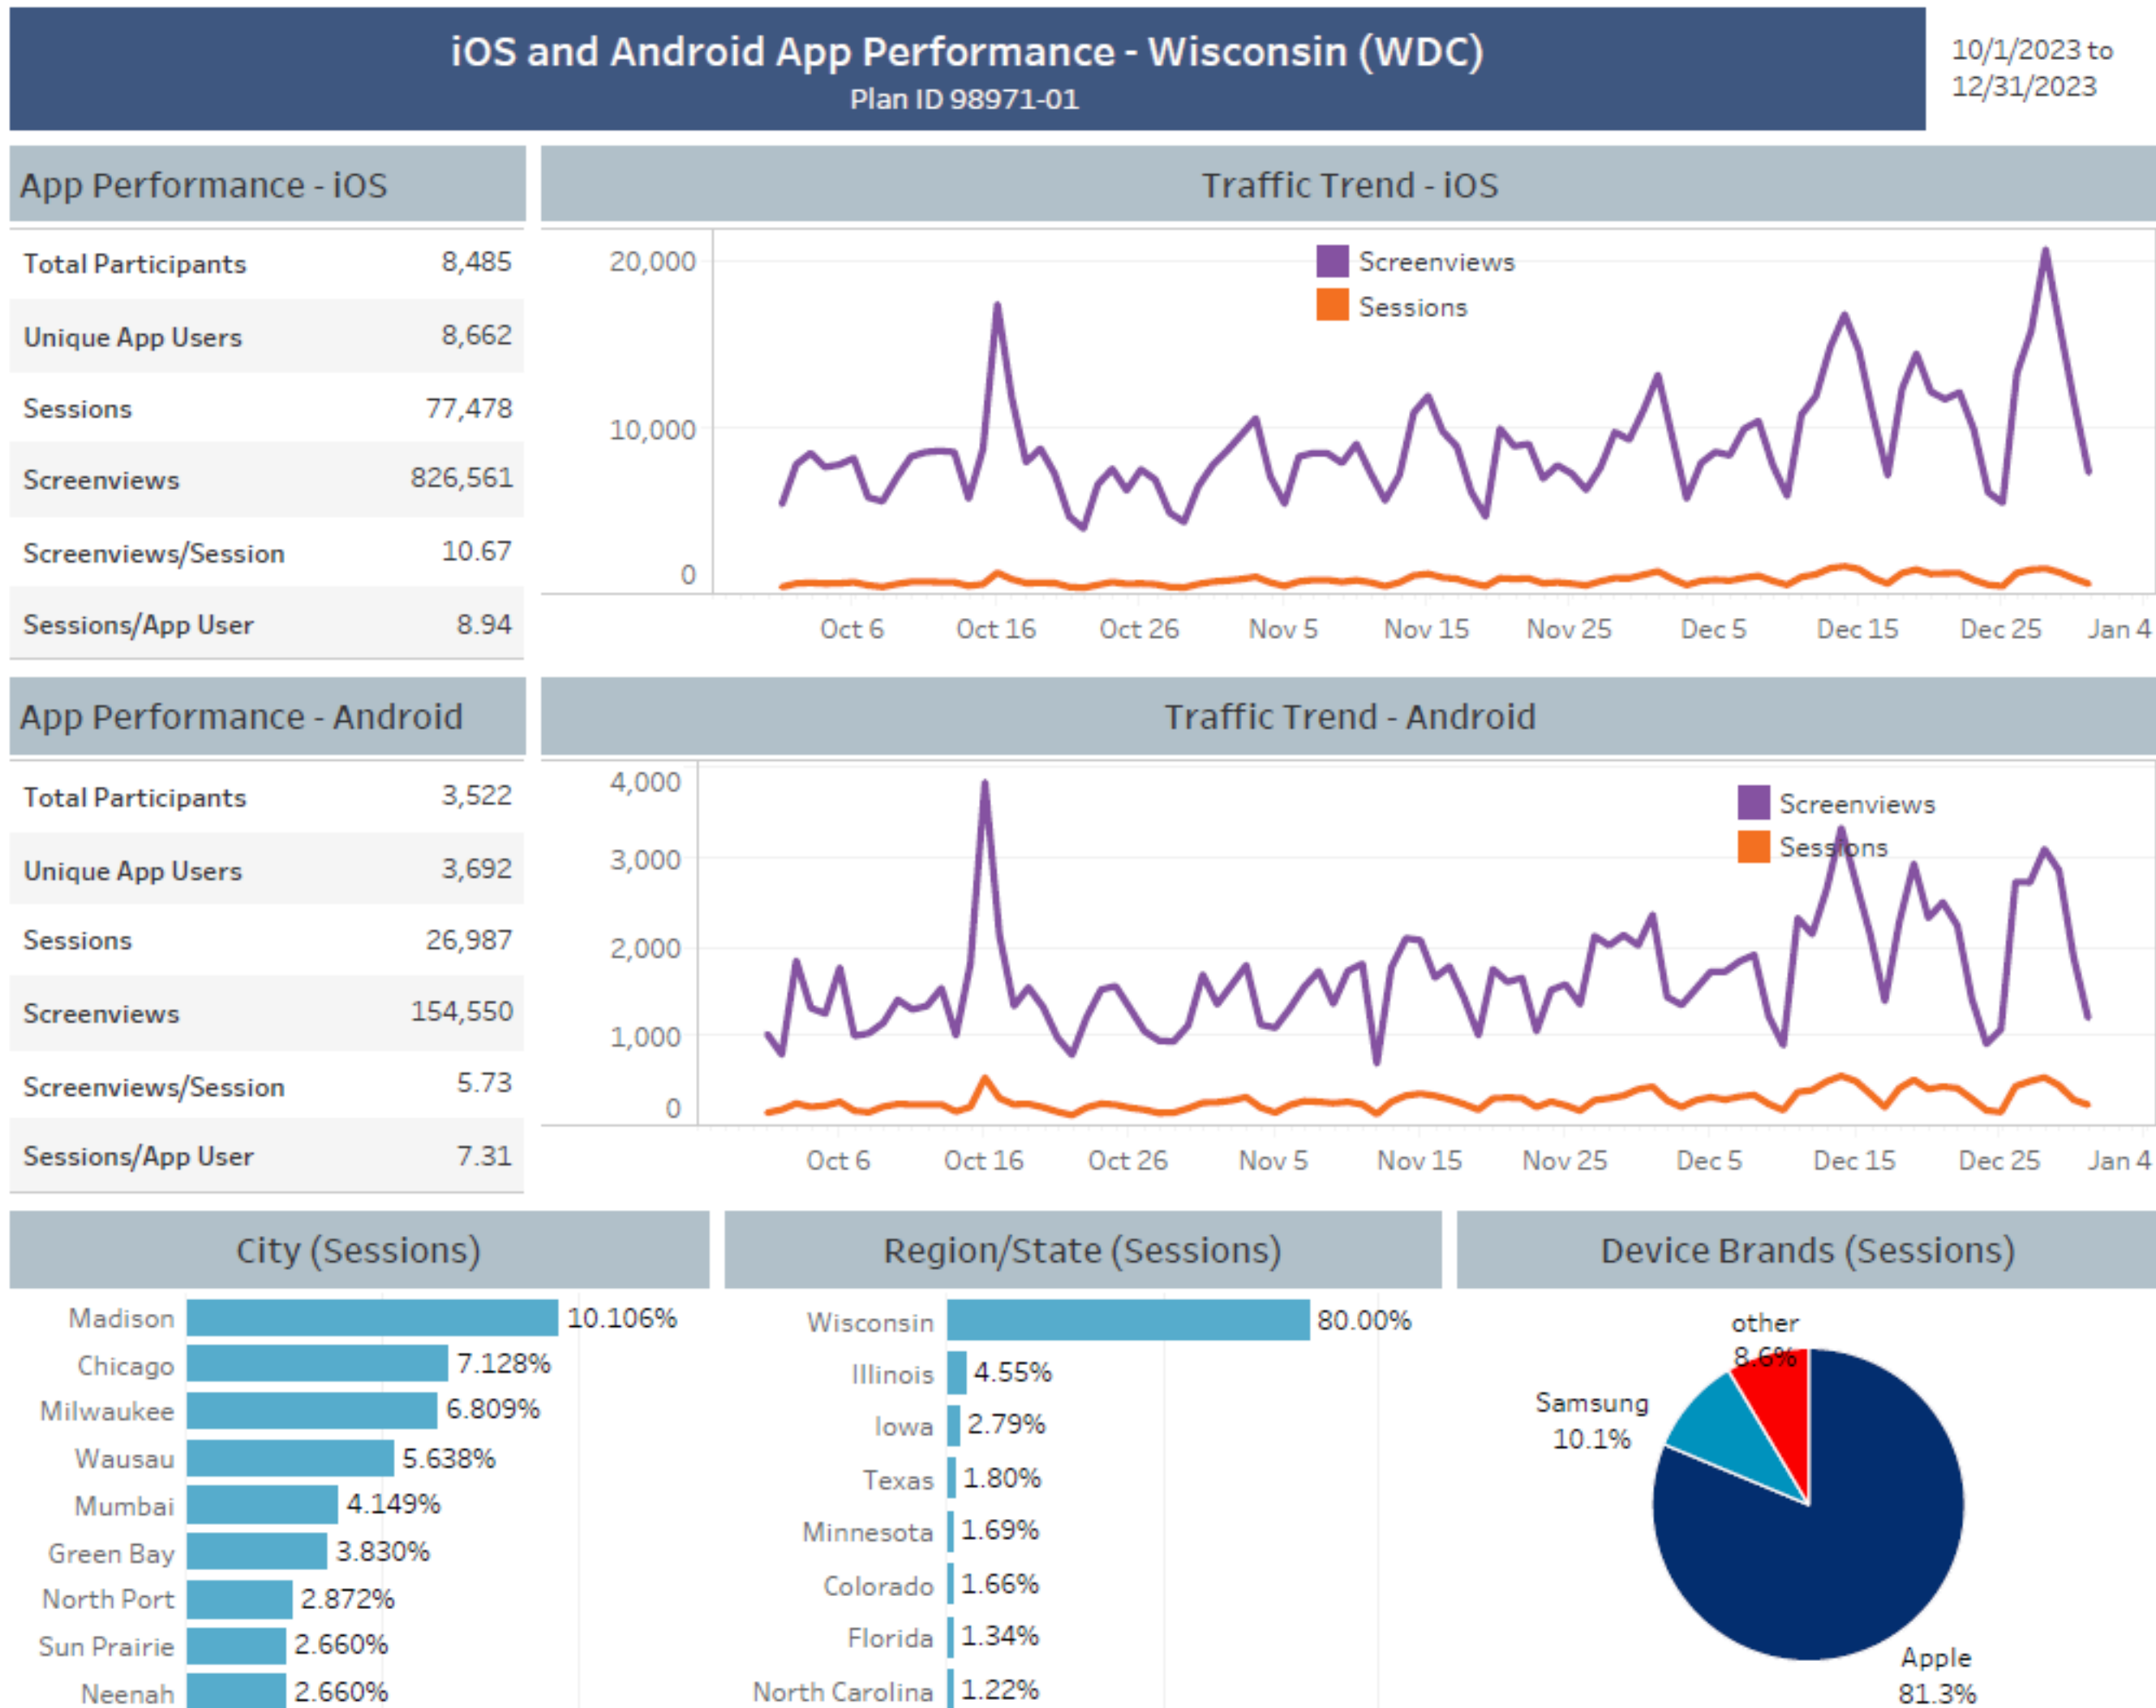 iOS and Android App Performance - Wisconsin (WDC)
Plan ID 98971-01
10/1/2023 to
12/31/2023
App Performance - iOS
Total Participants 8,485
Unique App Users 8,662
Sessions 77,478
Screenviews 826,561
Screenviews/Session 10.67
Sessions/App User 8.94
Traffic Trend - iOS
20,000
10,000
0
Screenviews
Sessions
Oct 6 Oct 16 Oct 26 Nov 5 Nov 15 Nov 25 Dec 5 Dec 15 Dec 25 Jan 4
App Performance - Android
Total Participants 3,522
Unique App Users 3,692
Sessions 26,987
Screenviews 154,550
Screenviews/Session 5.73
Sessions/App User 7.31
Traffic Trend - Android
4,000
3,000
2,000
1,000
0
Screenviews
Sessions
Oct 6 Oct 16 Oct 26 Nov 5 Nov 15 Nov 25 Dec 5 Dec 15 Dec 25 Jan 4
City (Sessions)
Madison 10.106%
Chicago 7.128%
Milwaukee 6.809%
Wausau 5.638%
Mumbai 4.149%
Green Bay 3.830%
North Port 2.872%
Sun Prairie 2.660%
Neenah 2.660%
Region/State (Sessions)
Wisconsin 80.00%
Illinois 4.55%
Iowa 2.79%
Texas 1.80%
Minnesota 1.69%
Colorado 1.66%
Florida 1.34%
North Carolina 1.22%
Device Brands (Sessions)
other
8.6%
Samsung
10.1%
Apple
81.3%